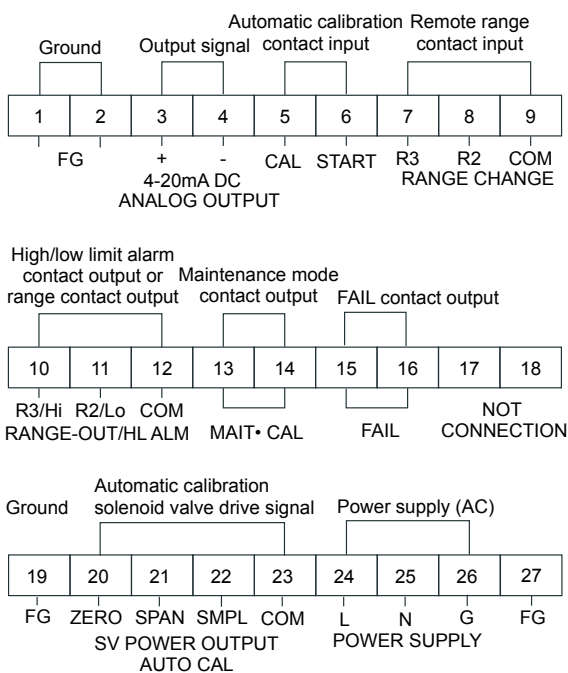 Automatic calibration Remote range
Ground Output signal contact input contact input
1 2 3 4 5 6 7 8 9
FG + - CAL START R3 R2 COM
4-20mA DC RANGE CHANGE
ANALOG OUTPUT
High/low limit alarm
contact output or Maintenance mode
range contact output contact output FAIL contact output
10 11 12 13 14 15 16 17 18
R3/Hi R2/Lo COM NOT
RANGE-OUT/HL ALM MAIT• CAL FAIL CONNECTION
Automatic calibration
Ground solenoid valve drive signal Power supply (AC)
19 20 21 22 23 24 25 26 27
FG ZERO SPAN SMPL COM L N G FG
SV POWER OUTPUT POWER SUPPLY
AUTO CAL